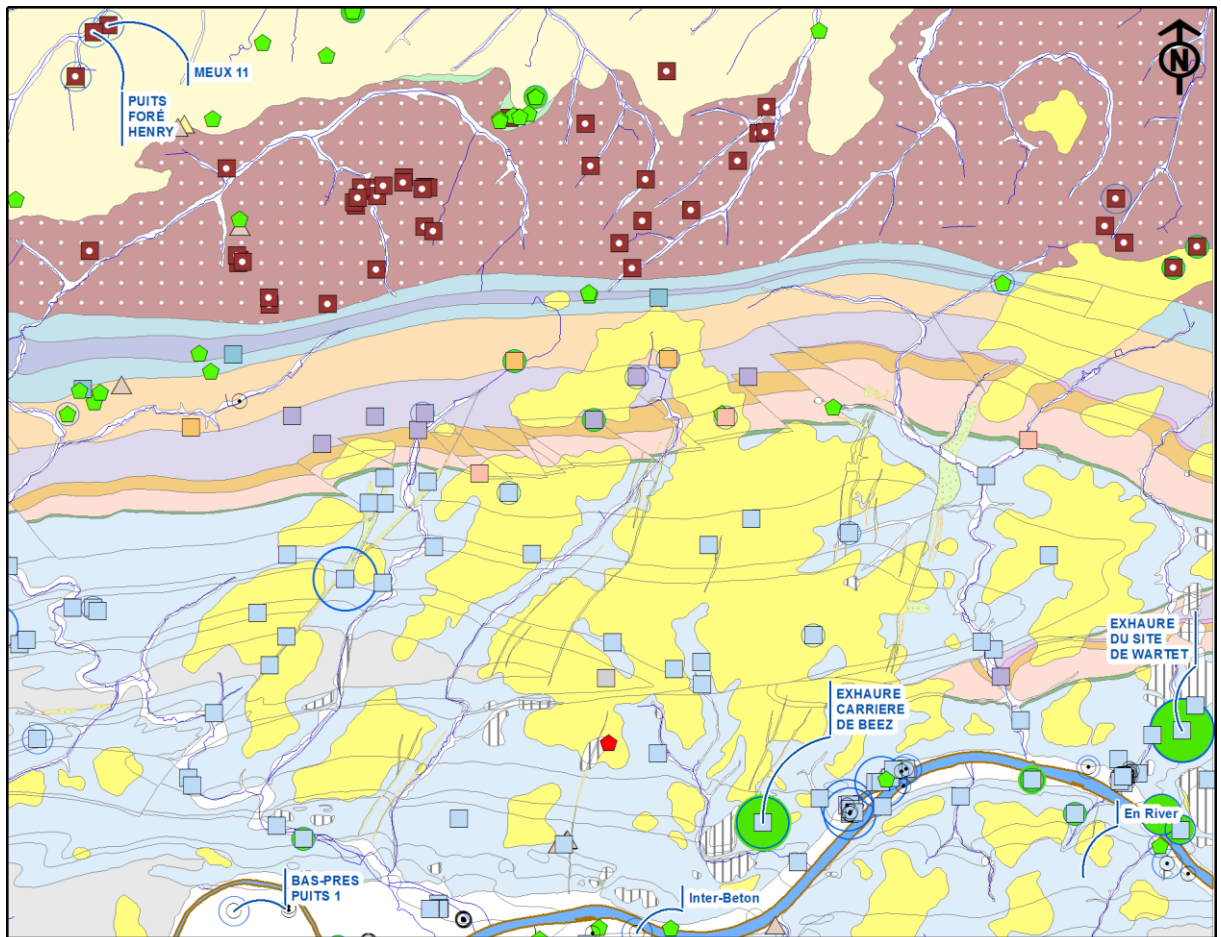 N
MEUX 11
PUITS
FORÉ
HENRY
EXHAURE
DU SITE
DE WARTET
EXHAURE
CARRIERE
DE BEEZ
En River
BAS-PRES
PUITS 1
Inter-Beton